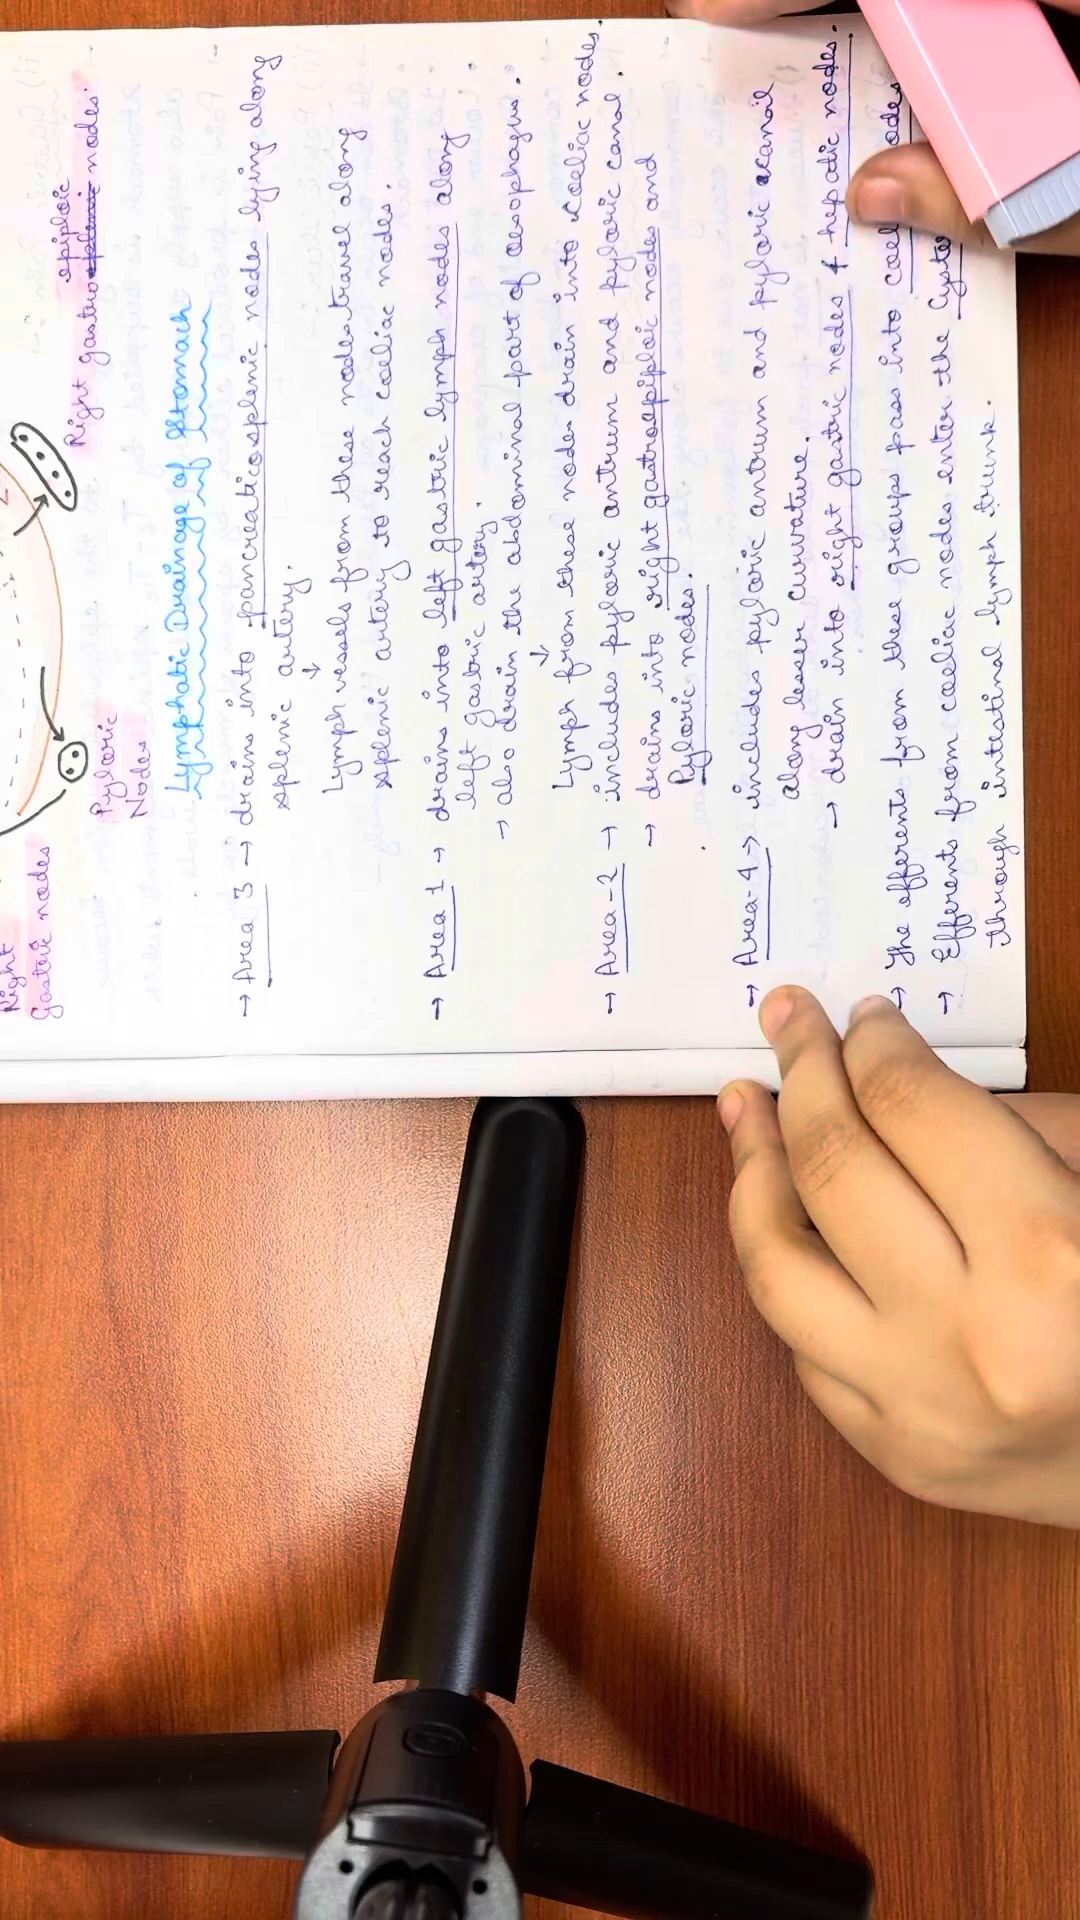 Right
Gastric nodes
Pyloric
Nodes
epiploic
Right gastro nodes.
Lymphatic Drainage of Stomach
→ Area 3 → drains into pancreaticosplenic nodes lying along
splenic artery.
↓
Lymph vessels from these nodes travel along
splenic artery to reach coeliac nodes.
→ Area 1 → drains into left gastric lymph nodes along
left gastric artery.
→ also drain the abdominal part of oesophagus.
↓
Lymph from these nodes drain into coeliac nodes.
→ Area-2 → includes pyloric antrum and pyloric canal.
→ drains into right gastroepiploic nodes and
Pyloric nodes.
→ Area-4 → includes pyloric antrum and pyloric canal
along lesser curvature.
→ drain into right gastric nodes & hepatic nodes.
→ The efferents from these groups pass into coel nodes
→ Efferents from coeliac nodes enter the Cyster
through intestinal lymph trunk.